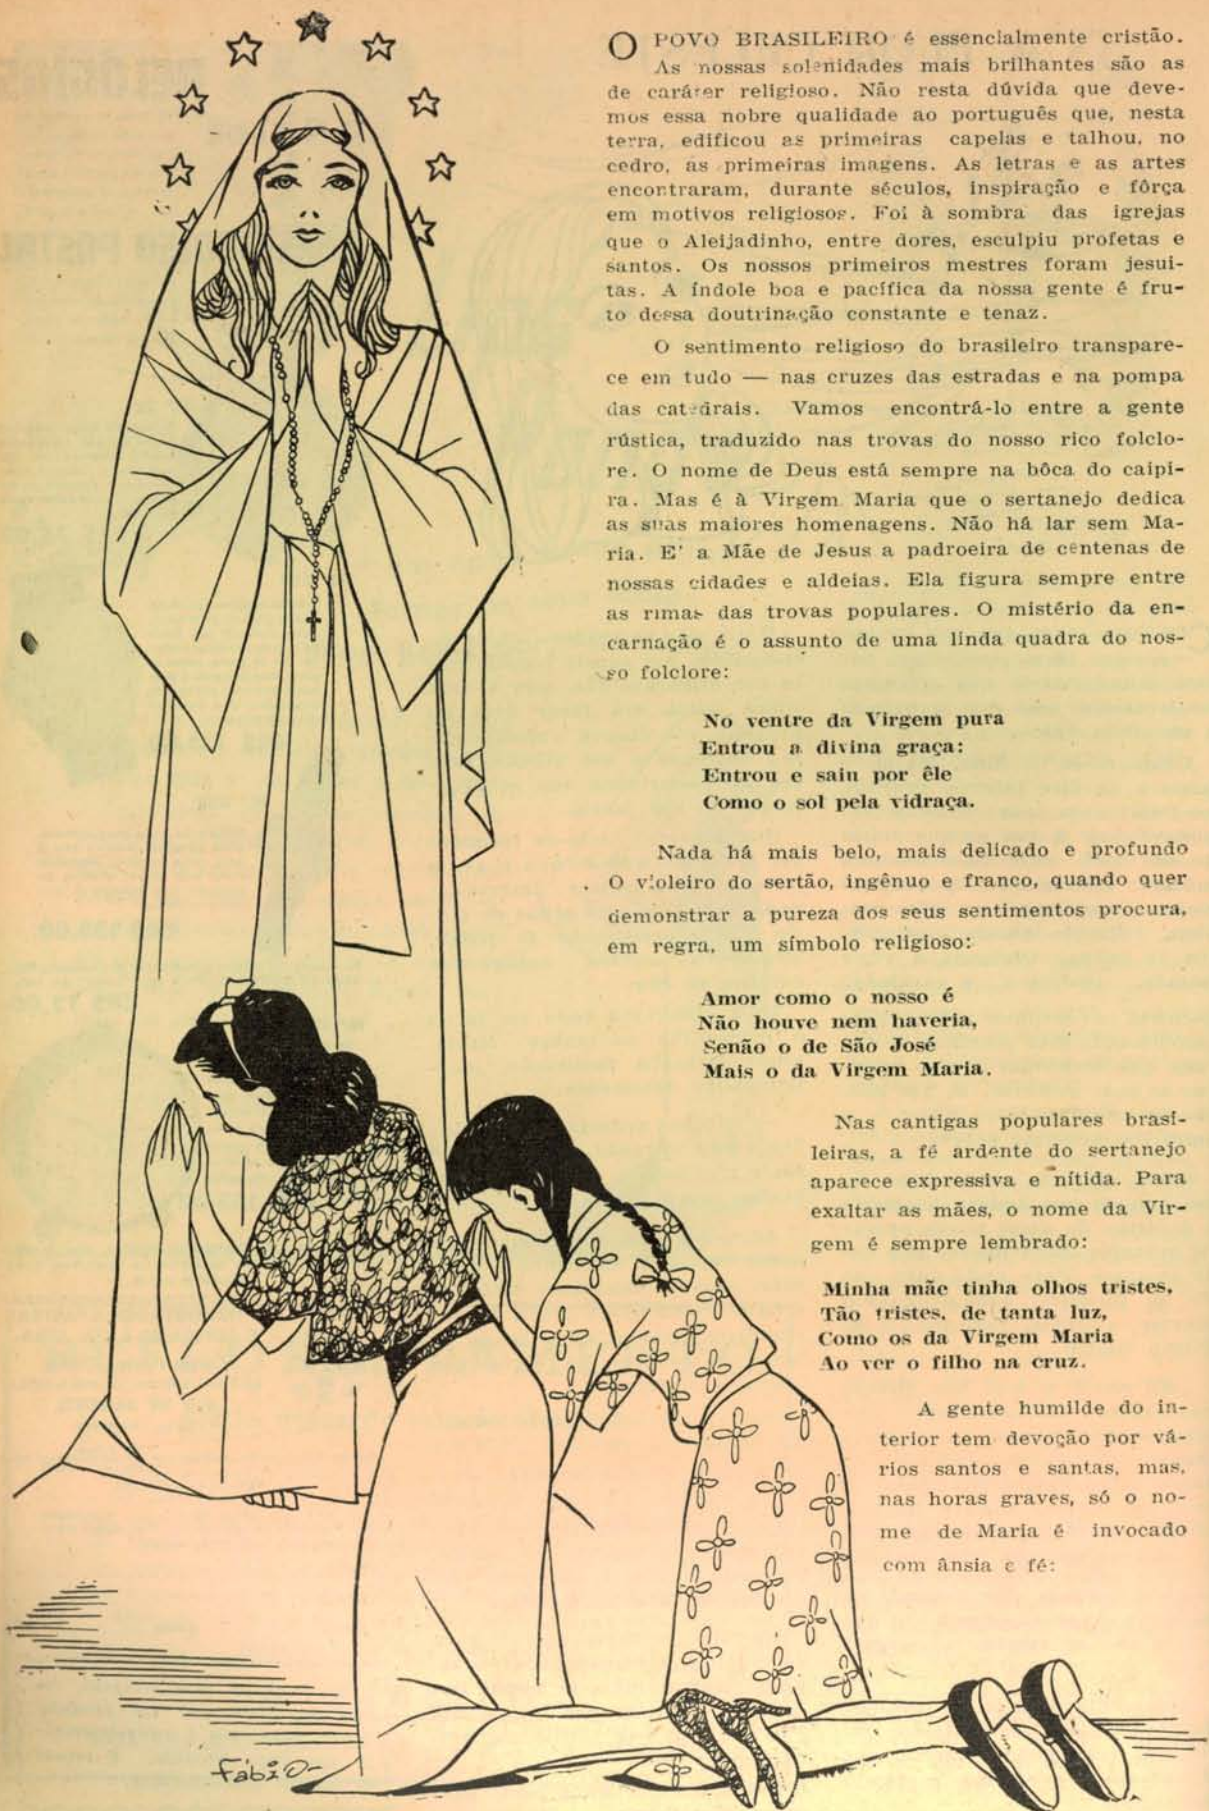 O POVO BRASILEIRO é essencialmente cristão.
As nossas solenidades mais brilhantes são as
de caráter religioso. Não resta dúvida que deve-
mos essa nobre qualidade ao português que, nesta
terra, edificou as primeiras capelas e talhou, no
cedro, as primeiras imagens. As letras e as artes
encontraram, durante séculos, inspiração e fôrça
em motivos religiosos. Foi à sombra das igrejas
que o Aleijadinho, entre dores, esculpiu profetas e
santos. Os nossos primeiros mestres foram jesui-
tas. A índole boa e pacífica da nossa gente é fru-
to dessa doutrinação constante e tenaz.
O sentimento religioso do brasileiro transpare-
ce em tudo — nas cruzes das estradas e na pompa
das catedrais. Vamos encontrá-lo entre a gente
rústica, traduzido nas trovas do nosso rico folclo-
re. O nome de Deus está sempre na bôca do caipi-
ra. Mas é à Virgem Maria que o sertanejo dedica
as suas maiores homenagens. Não há lar sem Ma-
ria. E' a Mãe de Jesus a padroeira de centenas de
nossas cidades e aldeias. Ela figura sempre entre
as rimas das trovas populares. O mistério da en-
carnação é o assunto de uma linda quadra do nos-
so folclore:
No ventre da Virgem pura
Entrou a divina graça:
Entrou e saiu por êle
Como o sol pela vidraça.
Nada há mais belo, mais delicado e profundo
O violeiro do sertão, ingênuo e franco, quando quer
demonstrar a pureza dos seus sentimentos procura,
em regra, um símbolo religioso:
Amor como o nosso é
Não houve nem haveria,
Senão o de São José
Mais o da Virgem Maria.
Nas cantigas populares brasi-
leiras, a fé ardente do sertanejo
aparece expressiva e nítida. Para
exaltar as mães, o nome da Vir-
gem é sempre lembrado:
Minha mãe tinha olhos tristes,
Tão tristes, de tanta luz,
Como os da Virgem Maria
Ao ver o filho na cruz.
A gente humilde do in-
terior tem devoção por vá-
rios santos e santas, mas,
nas horas graves, só o no-
me de Maria é invocado
com ânsia e fé:
Fábio-